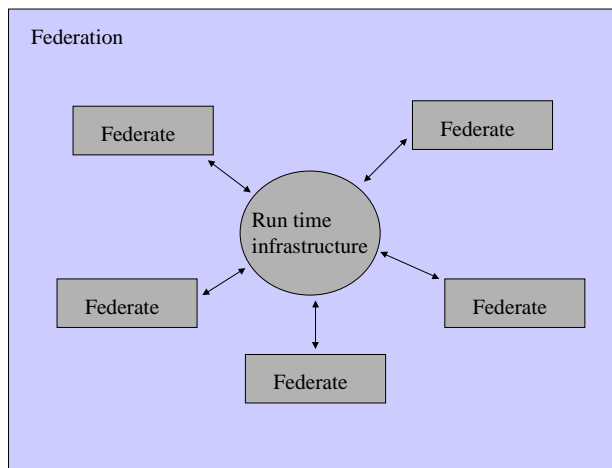 Federation
Federate
Federate
Run time
infrastructure
Federate
Federate
Federate